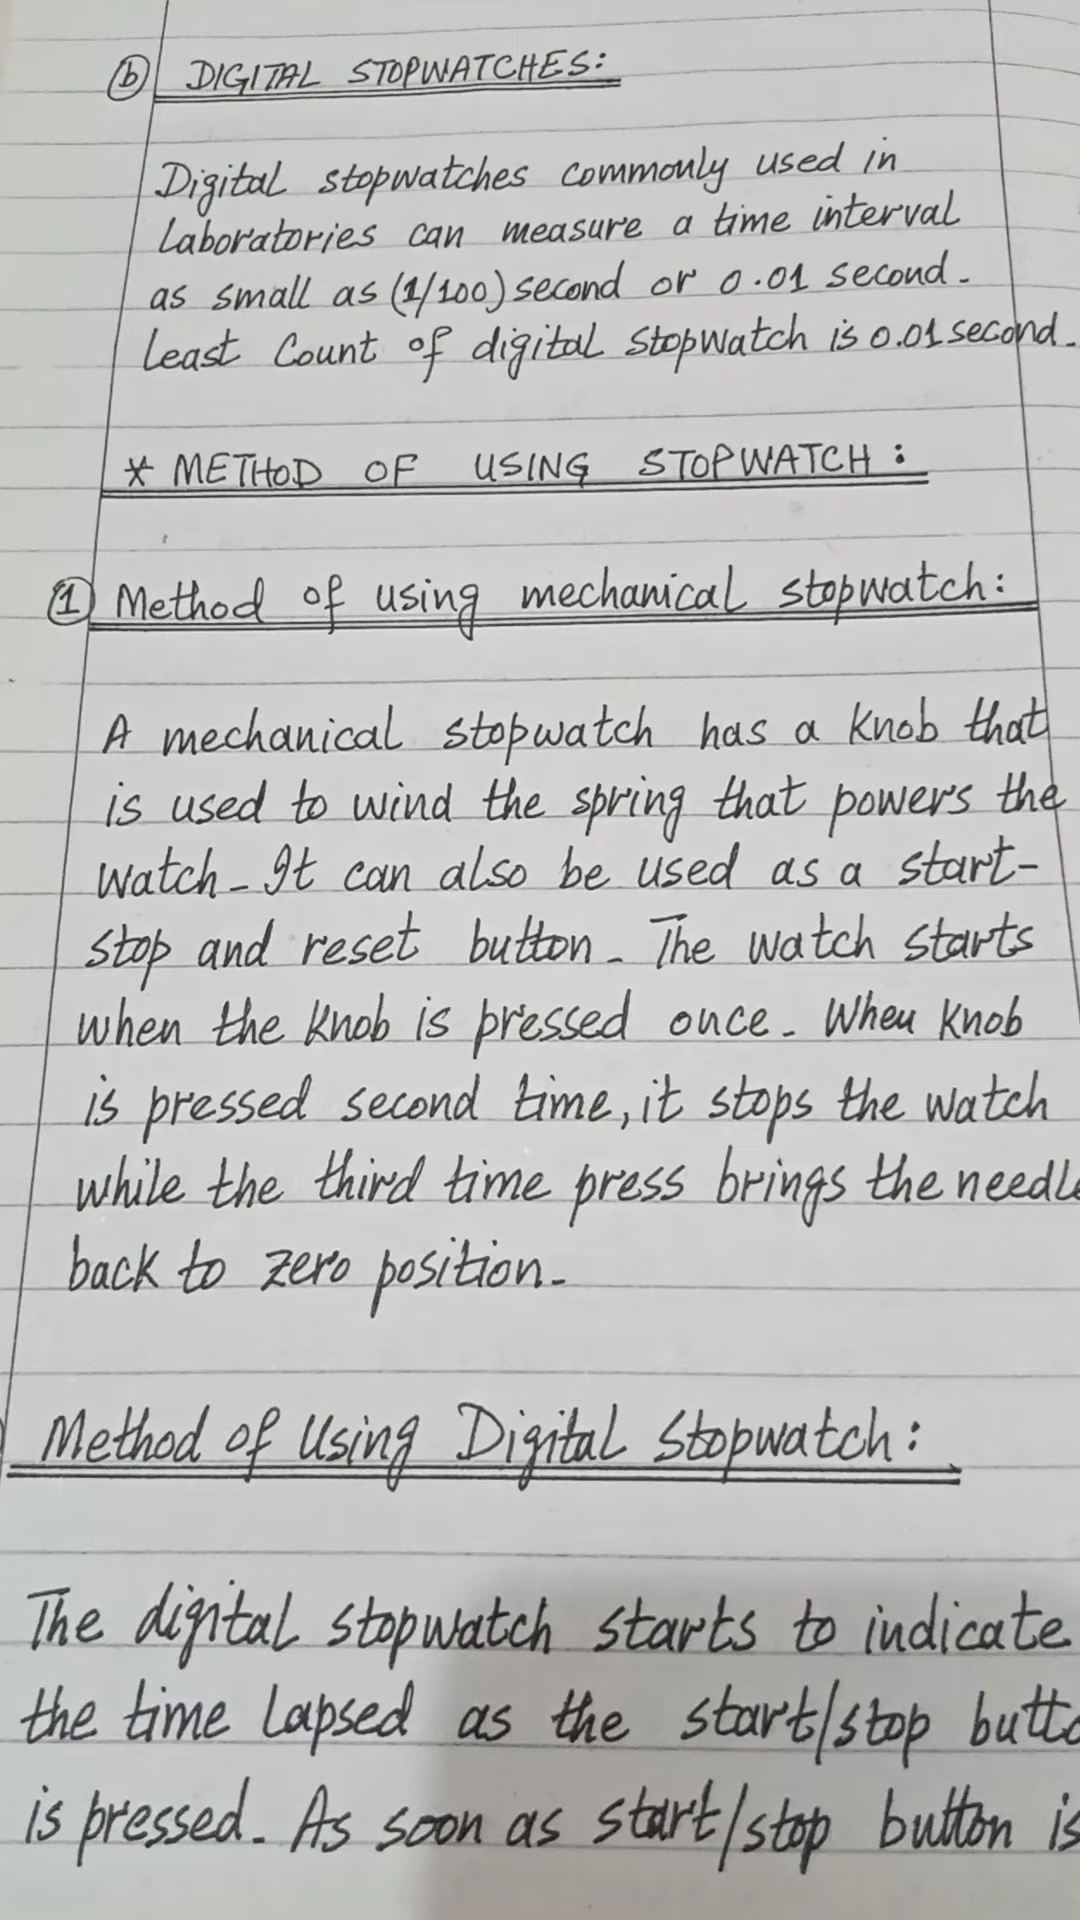 (b) DIGITAL STOPWATCHES:
Digital stopwatches commonly used in
laboratories can measure a time interval
as small as (1/100) second or 0.01 second.
Least Count of digital stopwatch is 0.01 second.
* METHOD OF USING STOPWATCH:
(1) Method of using mechanical stopwatch:
A mechanical stopwatch has a knob that
is used to wind the spring that powers the
watch. It can also be used as a start-
stop and reset button. The watch starts
when the knob is pressed once. When knob
is pressed second time, it stops the watch
while the third time press brings the needle
back to zero position.
Method of Using Digital Stopwatch:
The digital stopwatch starts to indicate
the time lapsed as the start/stop butto
is pressed. As soon as start/stop button is